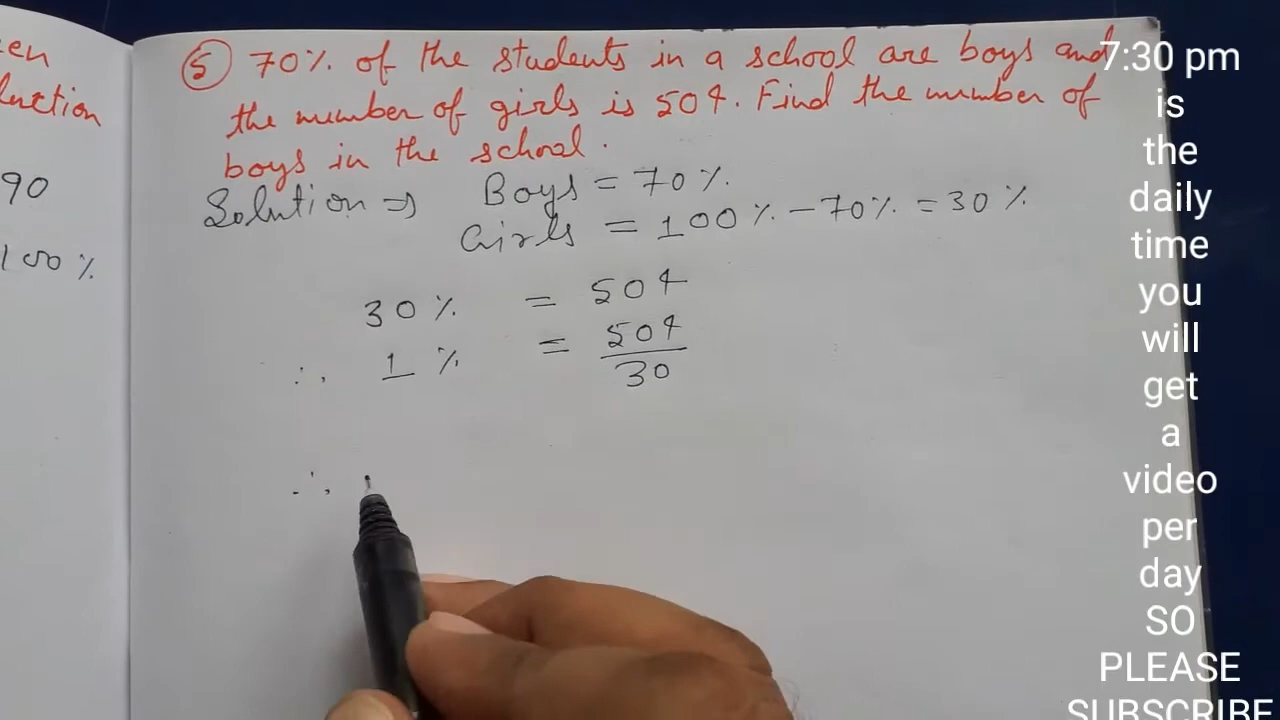 en
luction
90
100%
⑤ 70% of the students in a school are boys and
the number of girls is 504. Find the number of
boys in the school.
Solution ⇒ Boys = 70%.
Girls = 100% - 70% = 30%
30% = 504
∴ 1% = 504/30
∴
7:30 pm
is
the
daily
time
you
will
get
a
video
per
day
SO
PLEASE
SUBSCRIBE